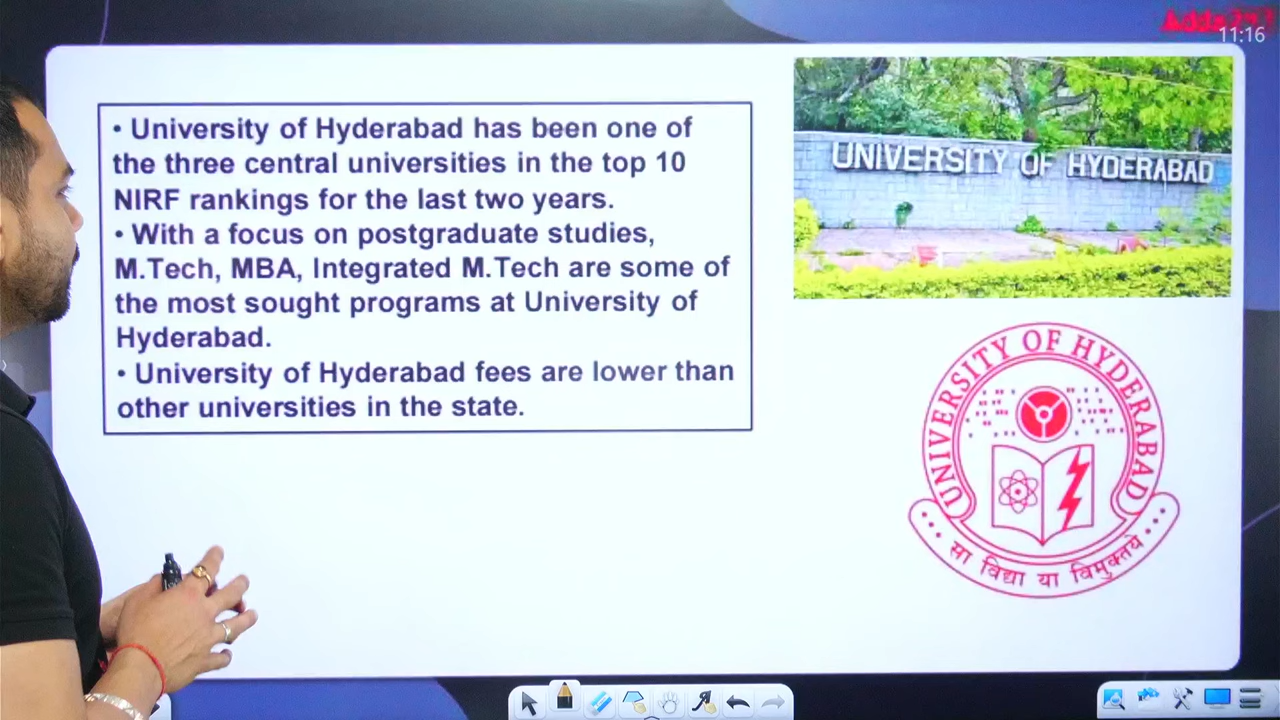 Adda247
11:16
• University of Hyderabad has been one of
the three central universities in the top 10
NIRF rankings for the last two years.
• With a focus on postgraduate studies,
M.Tech, MBA, Integrated M.Tech are some of
the most sought programs at University of
Hyderabad.
• University of Hyderabad fees are lower than
other universities in the state.
UNIVERSITY OF HYDERABAD
UNIVERSITY OF HYDERABAD
सा विद्या या विमुक्तये